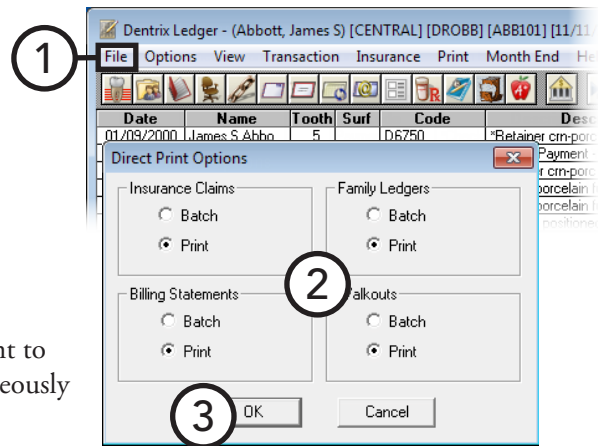 Dentrix Ledger - (Abbott, James S) [CENTRAL] [DROBB] [ABB101] [11/11/
1
File Options View Transaction Insurance Print Month End He
Date Name Tooth Surf Code Desc
01/09/2000 James S Abbo 5 D6750 *Retainer crn-porc
Payment -
r crn-porc
porcelain f
porcelain f
positioned
Direct Print Options
Insurance Claims
Batch
Print
Family Ledgers
Batch
Print
2
Billing Statements
Batch
Print
Walkouts
Batch
Print
nt to
eously
3
OK
Cancel